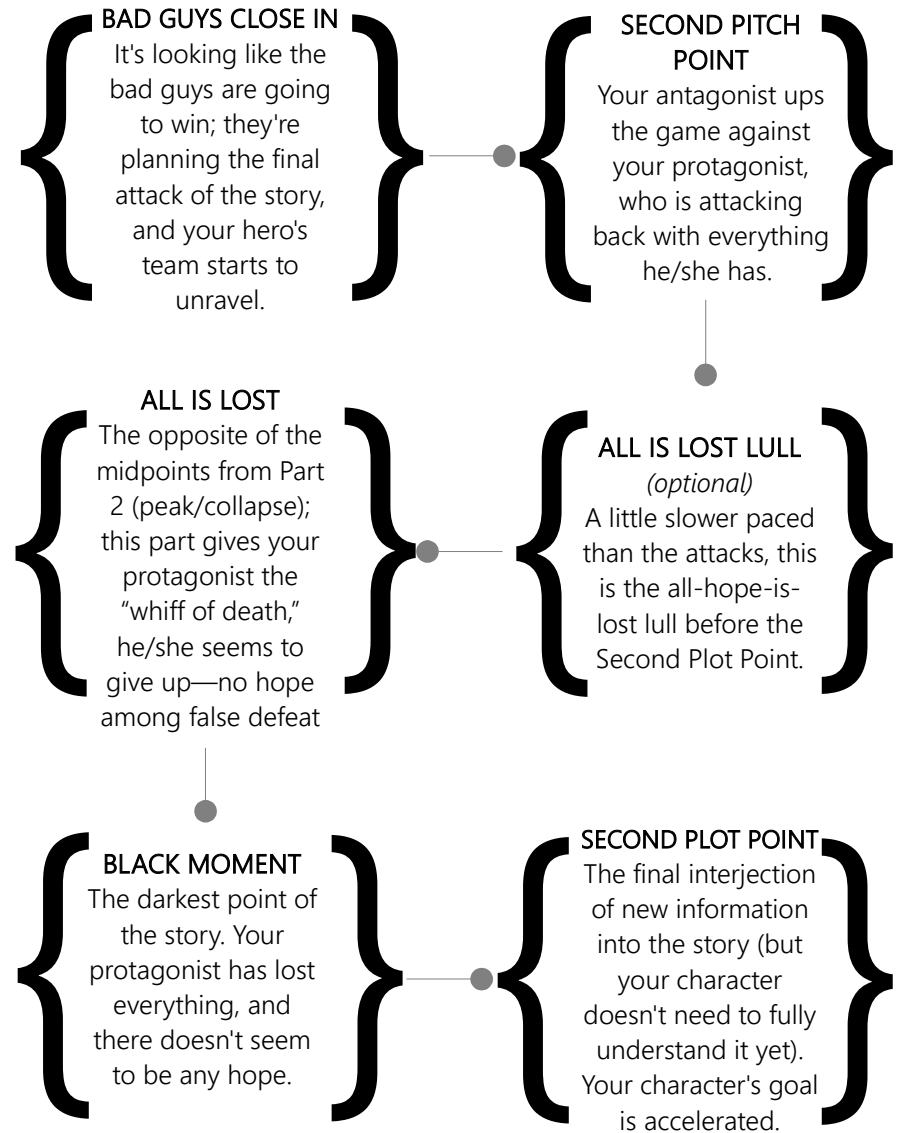 BAD GUYS CLOSE IN
It's looking like the
bad guys are going
to win; they're
planning the final
attack of the story,
and your hero's
team starts to
unravel.
SECOND PITCH
POINT
Your antagonist ups
the game against
your protagonist,
who is attacking
back with everything
he/she has.
ALL IS LOST
The opposite of the
midpoints from Part
2 (peak/collapse);
this part gives your
protagonist the
“whiff of death,”
he/she seems to
give up—no hope
among false defeat
ALL IS LOST LULL
(optional)
A little slower paced
than the attacks, this
is the all-hope-is-
lost lull before the
Second Plot Point.
BLACK MOMENT
The darkest point of
the story. Your
protagonist has lost
everything, and
there doesn't seem
to be any hope.
SECOND PLOT POINT
The final interjection
of new information
into the story (but
your character
doesn't need to fully
understand it yet).
Your character's goal
is accelerated.